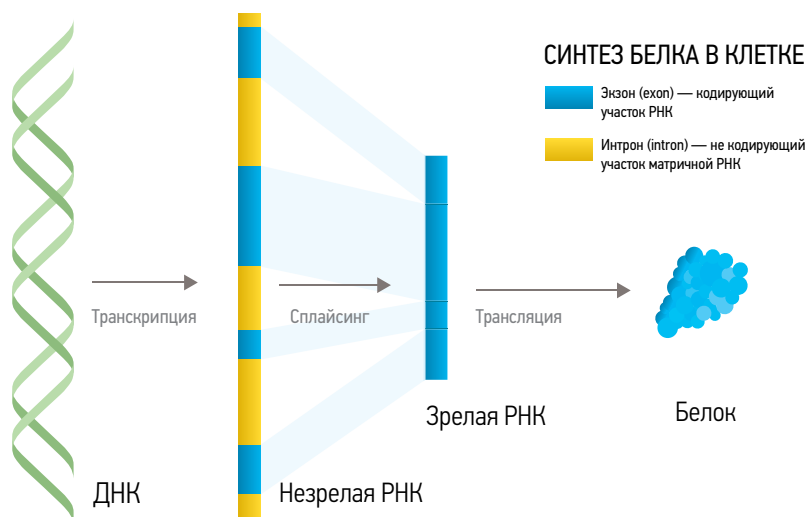 СИНТЕЗ БЕЛКА В КЛЕТКЕ
Экзон (exon) — кодирующий
участок РНК
Интрон (intron) — не кодирующий
участок матричной РНК
Транскрипция
Сплайсинг
Трансляция
ДНК
Незрелая РНК
Зрелая РНК
Белок